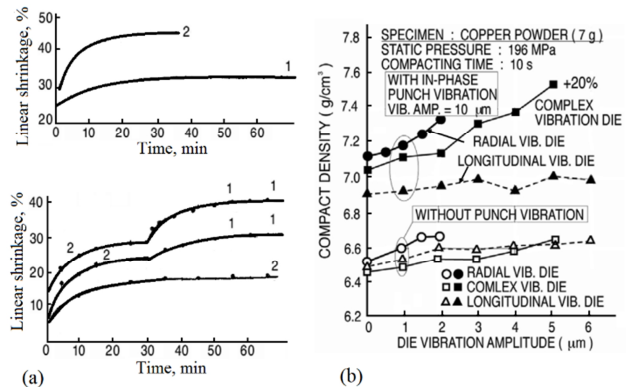 Linear shrinkage, %
50
40
30
20
2
1
0 10 20 30 40 50 60
Time, min
Linear shrinkage, %
40
30
20
10
1
1
2
2
2
0 10 20 30 40 50 60
Time, min
(a)
COMPACT DENSITY (g/cm³)
7.8
7.6
7.4
7.2
7.0
6.8
6.6
6.4
6.2
SPECIMEN : COPPER POWDER (7 g)
STATIC PRESSURE : 196 MPa
COMPACTING TIME : 10 s
WITH IN-PHASE
PUNCH VIBRATION
VIB. AMP. = 10 μm
+20%
COMPLEX
VIBRATION DIE
RADIAL VIB. DIE
LONGITUDINAL VIB. DIE
WITHOUT PUNCH VIBRATION
RADIAL VIB. DIE
COMLEX VIB. DIE
LONGITUDINAL VIB. DIE
0 1 2 3 4 5 6
DIE VIBRATION AMPLITUDE ( μm)
(b)